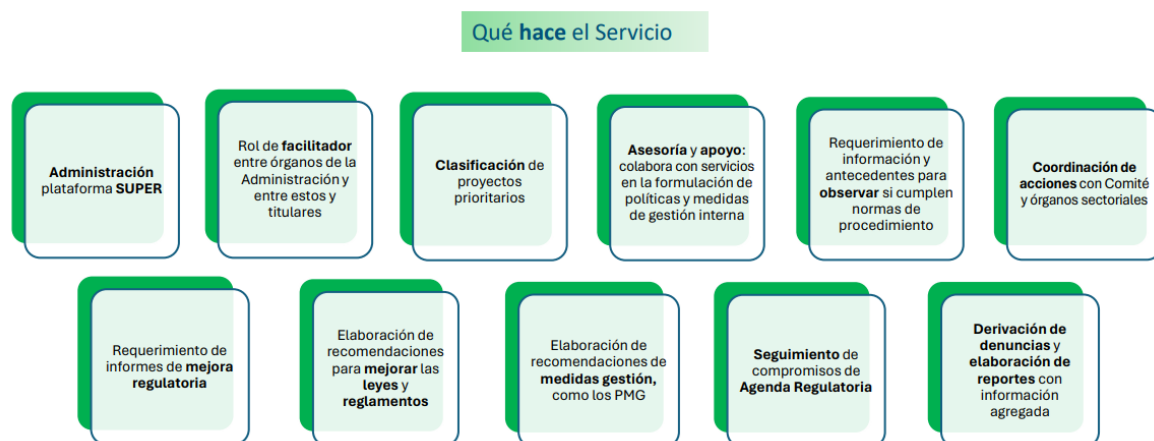 Qué hace el Servicio
Administración
plataforma SUPER
Rol de facilitador
entre órganos de la
Administración y
entre estos y
titulares
Clasificación de
proyectos
prioritarios
Asesoría y apoyo:
colabora con servicios
en la formulación de
políticas y medidas
de gestión interna
Requerimiento de
información y
antecedentes para
observar si cumplen
normas de
procedimiento
Coordinación de
acciones con Comité
y órganos sectoriales
Requerimiento de
informes de mejora
regulatoria
Elaboración de
recomendaciones
para mejorar las
leyes y
reglamentos
Elaboración de
recomendaciones de
medidas gestión,
como los PMG
Seguimiento de
compromisos de
Agenda Regulatoria
Derivación de
denuncias y
elaboración de
reportes con
información
agregada